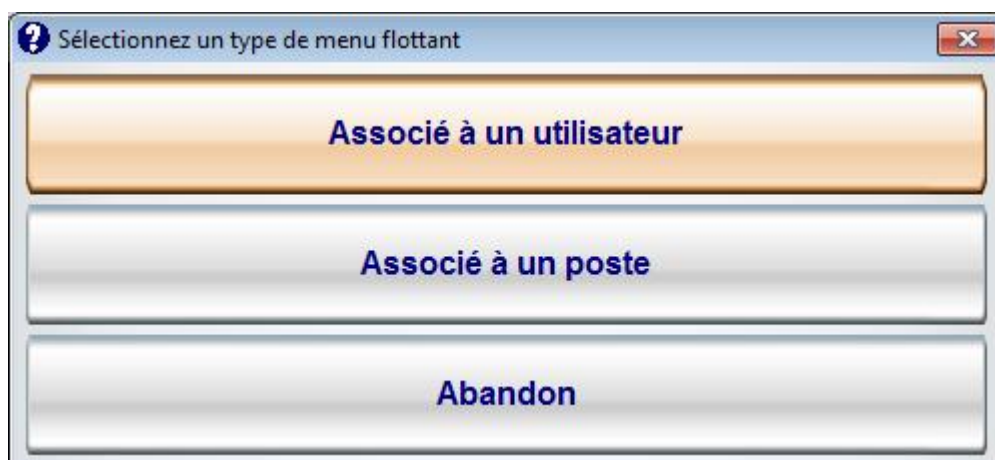 Sélectionnez un type de menu flottant
Associé à un utilisateur
Associé à un poste
Abandon